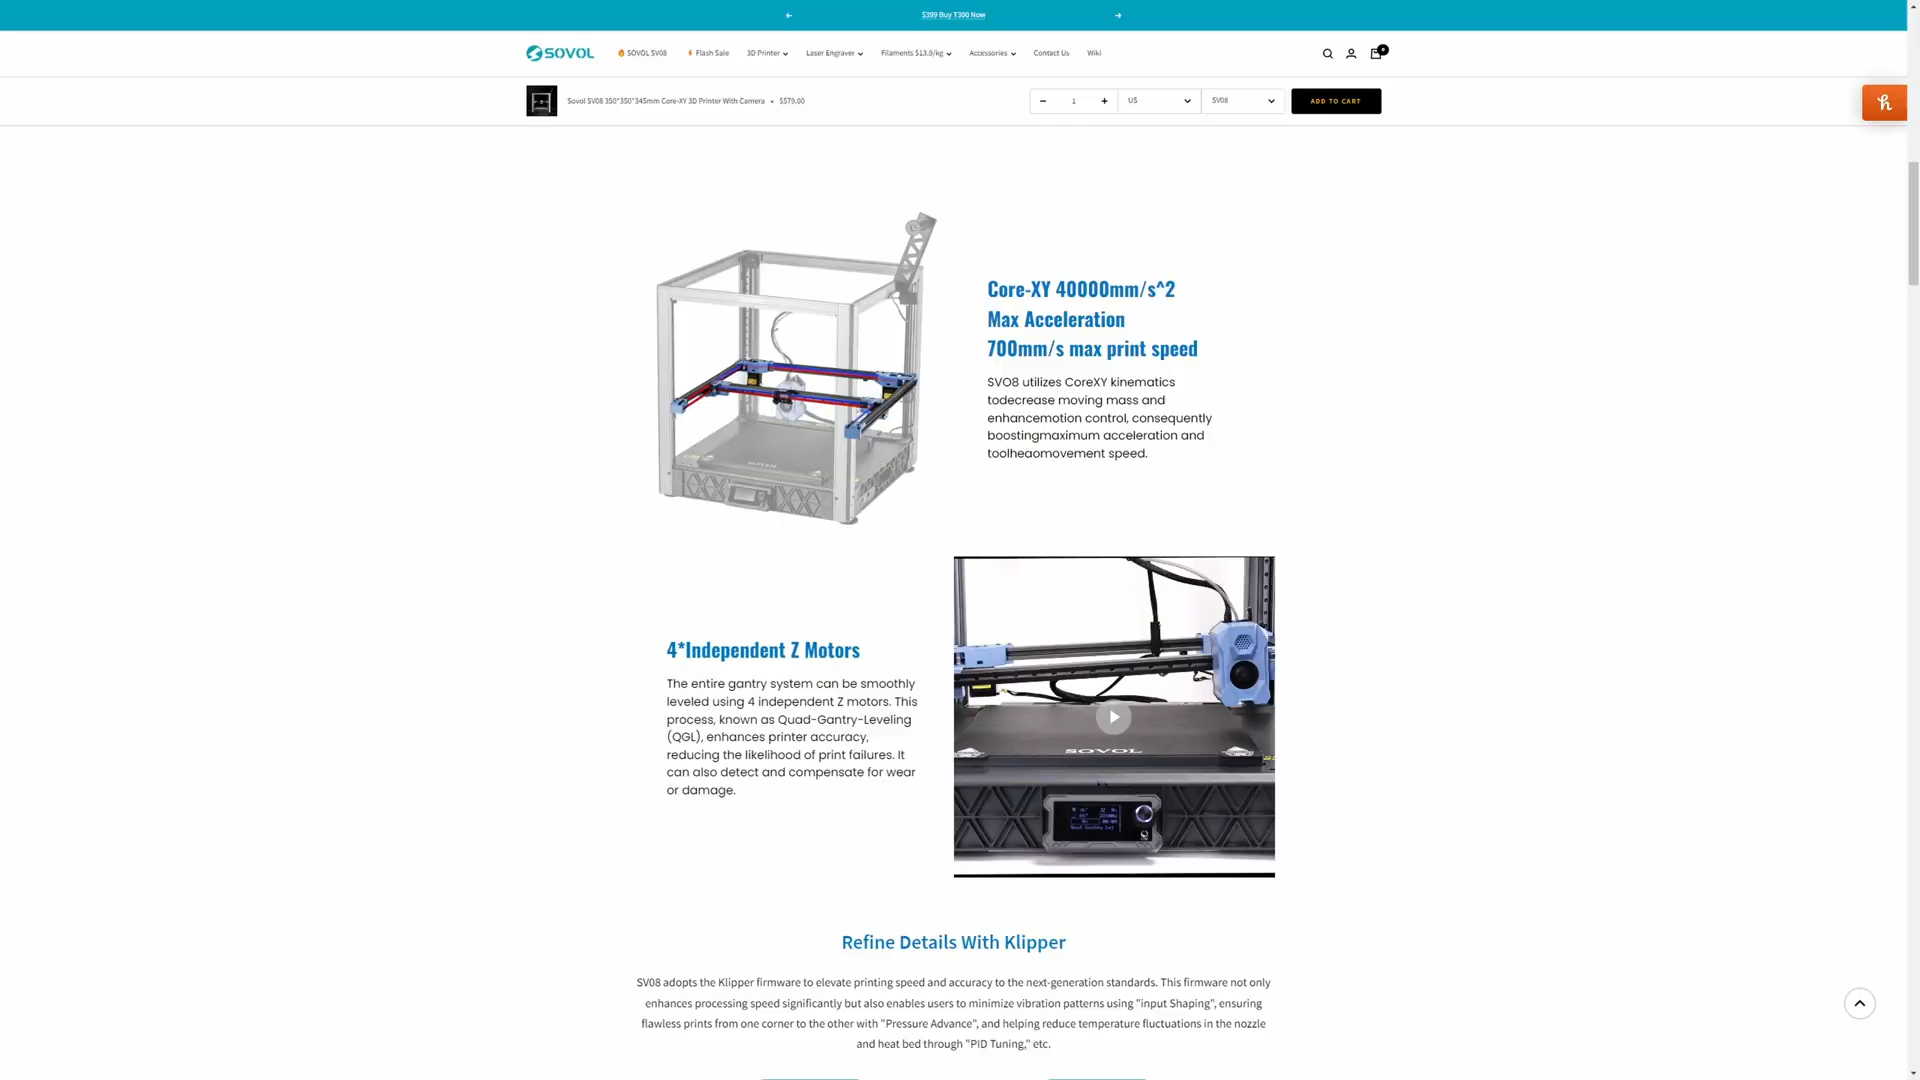 $399 Buy T300 Now
SOVOL
SOVOL SV08
Flash Sale
3D Printer
Laser Engraver
Filaments $13.9/kg
Accessories
Contact Us
Wiki
0
Sovol SV08 350*350*345mm Core-XY 3D Printer With Camera • $579.00
1
US
SV08
ADD TO CART
Core-XY 40000mm/s^2
Max Acceleration
700mm/s max print speed
SVO8 utilizes CoreXY kinematics
todecrease moving mass and
enhancemotion control, consequently
boostingmaximum acceleration and
toolheaomovement speed.
SOVOL
4*Independent Z Motors
The entire gantry system can be smoothly
leveled using 4 independent Z motors. This
process, known as Quad-Gantry-Leveling
(QGL), enhances printer accuracy,
reducing the likelihood of print failures. It
can also detect and compensate for wear
or damage.
SOVOL
Refine Details With Klipper
SV08 adopts the Klipper firmware to elevate printing speed and accuracy to the next-generation standards. This firmware not only
enhances processing speed significantly but also enables users to minimize vibration patterns using "input Shaping", ensuring
flawless prints from one corner to the other with "Pressure Advance", and helping reduce temperature fluctuations in the nozzle
and heat bed through "PID Tuning," etc.